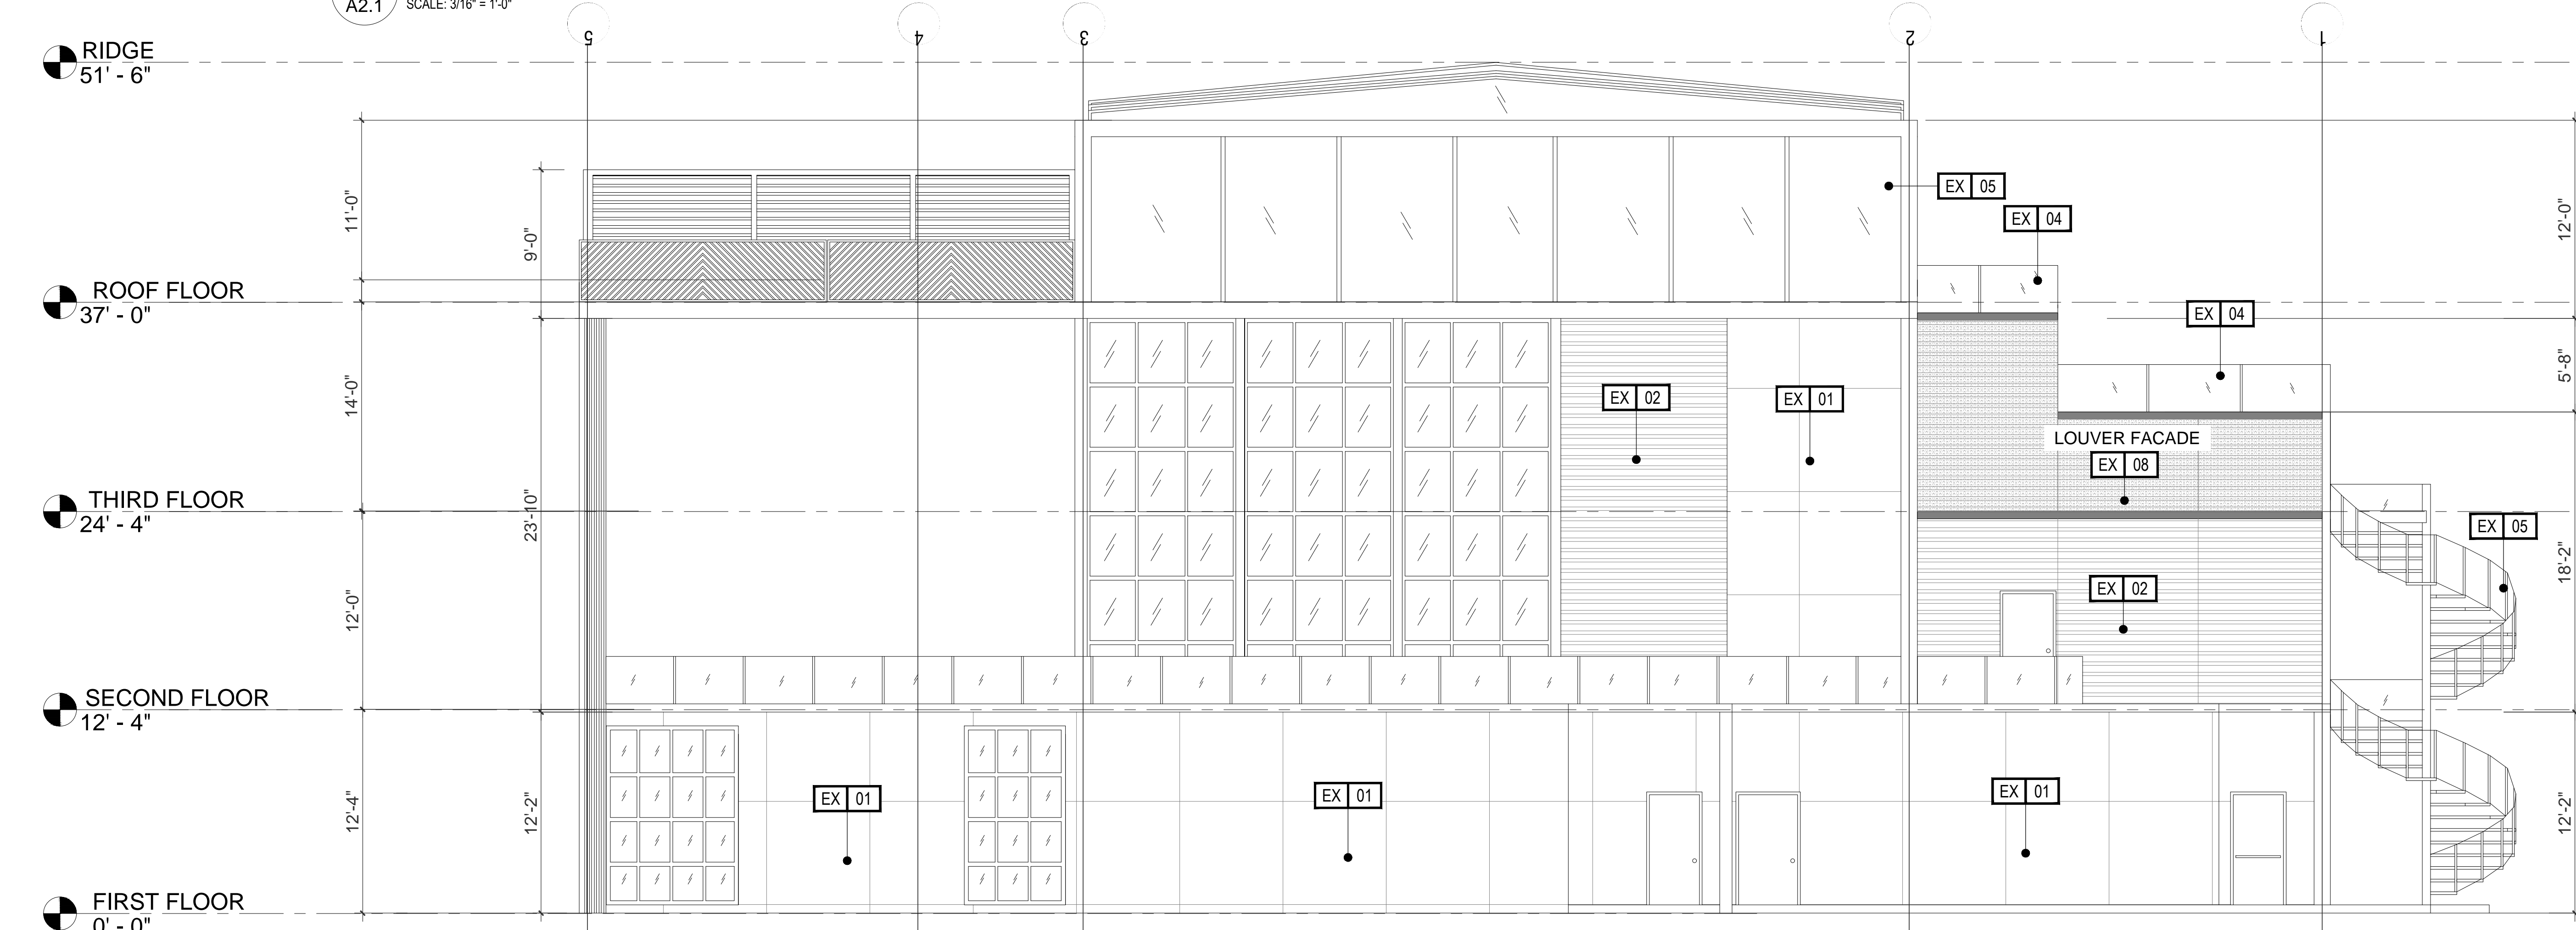 A2.1
SCALE: 3/16" = 1'-0"
5
4
3
2
1
RIDGE
51' - 6"
ROOF FLOOR
37' - 0"
THIRD FLOOR
24' - 4"
SECOND FLOOR
12' - 4"
FIRST FLOOR
0' - 0"
11'-0"
14'-0"
12'-0"
12'-4"
9'-0"
23'-10"
12'-2"
EX 05
EX 04
EX 04
EX 02
EX 01
LOUVER FACADE
EX 08
EX 05
EX 02
EX 01
EX 01
EX 01
12'-0"
5'-8"
18'-2"
12'-2"